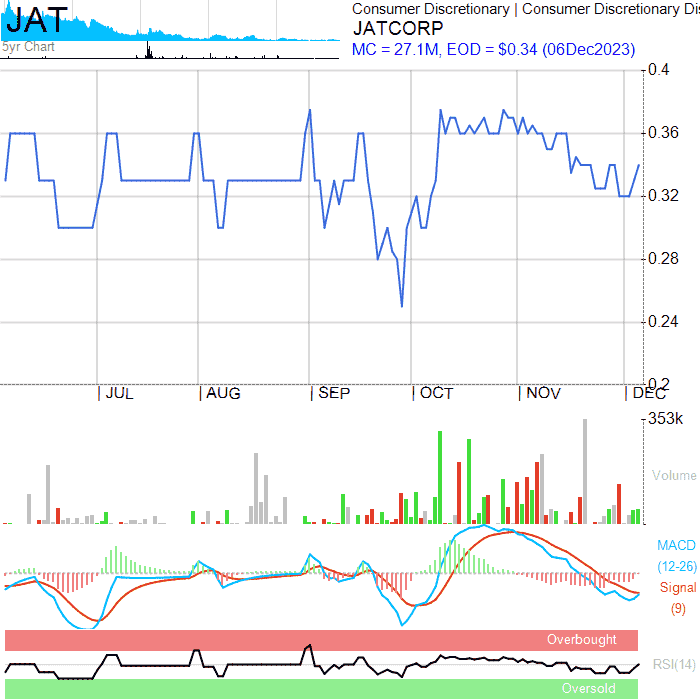 JAT
5yr Chart
Consumer Discretionary | Consumer Discretionary Dis
JATCORP
MC = 27.1M, EOD = $0.34 (06Dec2023)
0.4
0.36
0.32
0.28
0.24
0.2
JUL AUG SEP OCT NOV DEC
353k
Volume
MACD
(12-26)
Signal
(9)
Overbought
RSI(14)
Oversold